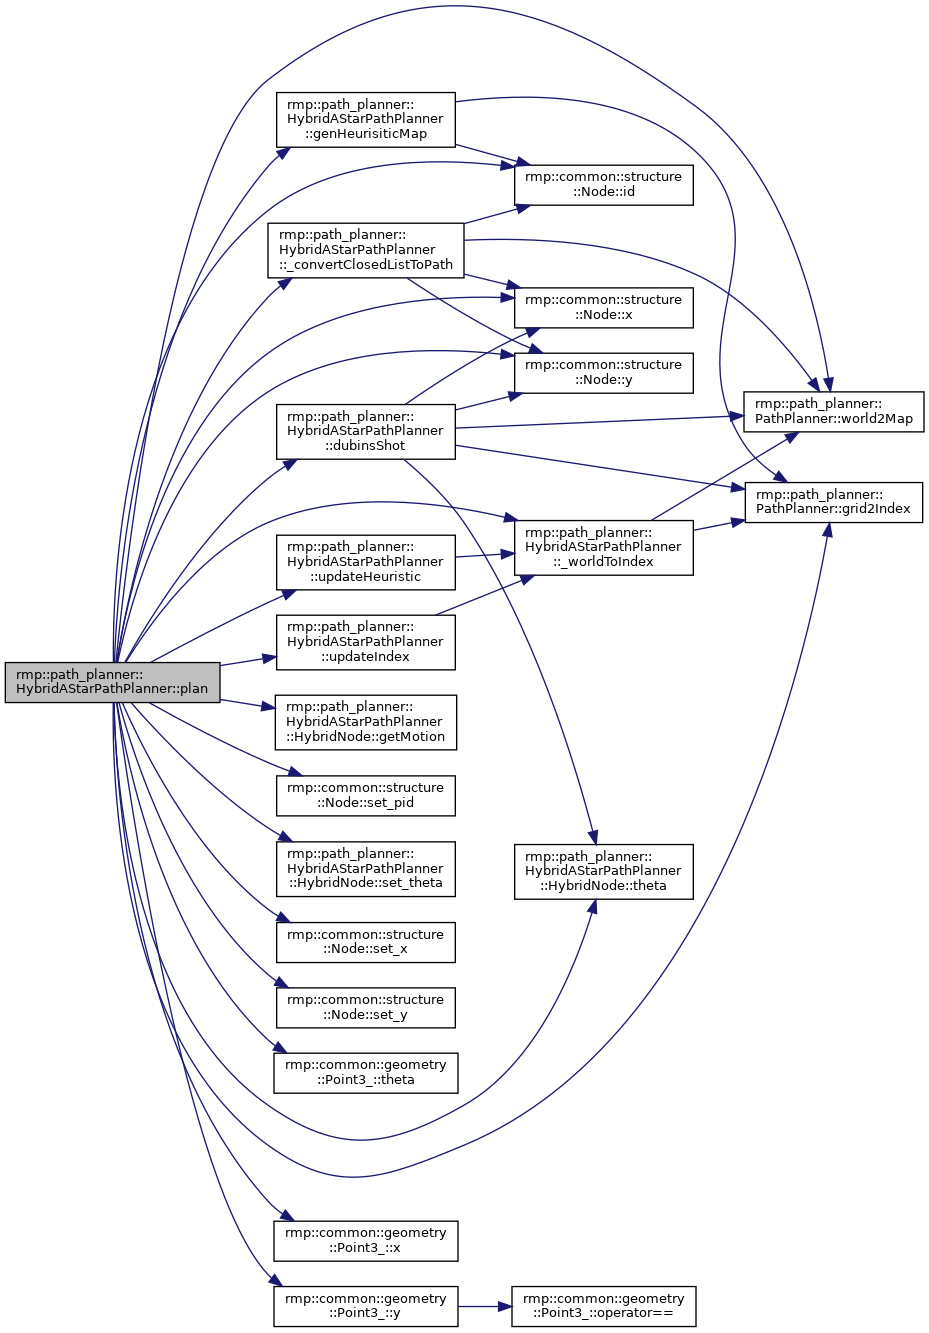 rmp::path_planner::
HybridAStarPathPlanner
::genHeurisiticMap
rmp::common::structure
::Node::id
rmp::path_planner::
HybridAStarPathPlanner
::_convertClosedListToPath
rmp::common::structure
::Node::x
rmp::common::structure
::Node::y
rmp::path_planner::
PathPlanner::world2Map
rmp::path_planner::
HybridAStarPathPlanner
::dubinsShot
rmp::path_planner::
PathPlanner::grid2Index
rmp::path_planner::
HybridAStarPathPlanner
::_worldToIndex
rmp::path_planner::
HybridAStarPathPlanner
::updateHeuristic
rmp::path_planner::
HybridAStarPathPlanner
::updateIndex
rmp::path_planner::
HybridAStarPathPlanner::plan
rmp::path_planner::
HybridAStarPathPlanner
::HybridNode::getMotion
rmp::common::structure
::Node::set_pid
rmp::path_planner::
HybridAStarPathPlanner
::HybridNode::set_theta
rmp::path_planner::
HybridAStarPathPlanner
::HybridNode::theta
rmp::common::structure
::Node::set_x
rmp::common::structure
::Node::set_y
rmp::common::geometry
::Point3_::theta
rmp::common::geometry
::Point3_::x
rmp::common::geometry
::Point3_::y
rmp::common::geometry
::Point3_::operator==